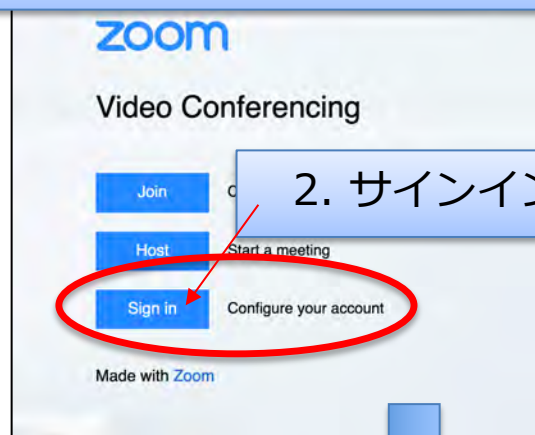 zoom
Video Conferencing
2. サインイン
Join
Host Start a meeting
Sign in Configure your account
Made with Zoom